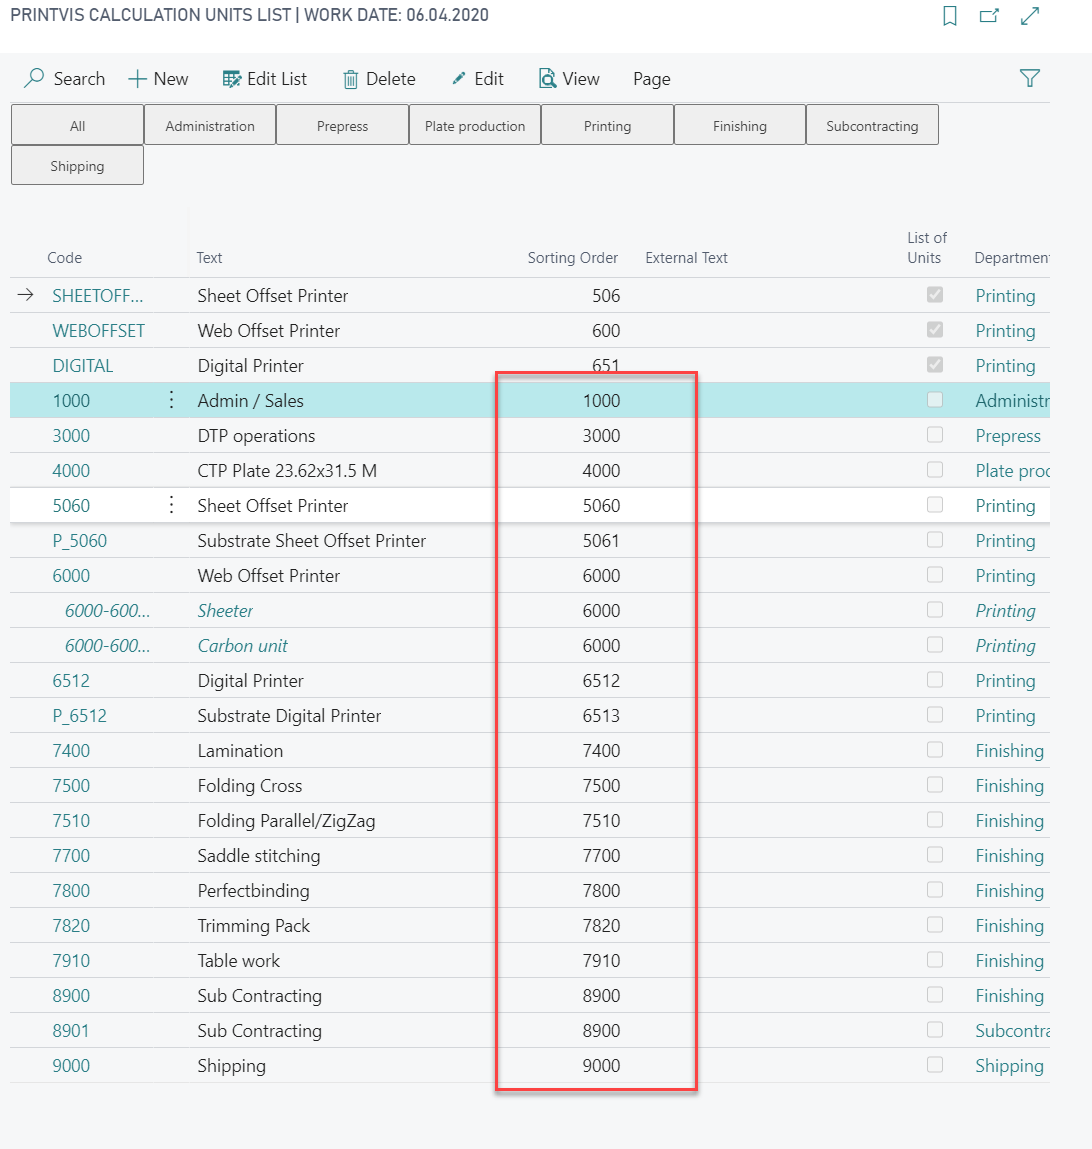 PRINTVIS CALCULATION UNITS LIST | WORK DATE: 06.04.2020
Search New Edit List Delete Edit View Page
All Administration Prepress Plate production Printing Finishing Subcontracting
Shipping
Code Text Sorting Order External Text List of Units Departmen
SHEETOFF... Sheet Offset Printer 506 Printing
WEBOFFSET Web Offset Printer 600 Printing
DIGITAL Digital Printer 651 Printing
1000 Admin / Sales 1000 Administr
3000 DTP operations 3000 Prepress
4000 CTP Plate 23.62x31.5 M 4000 Plate proc
5060 Sheet Offset Printer 5060 Printing
P_5060 Substrate Sheet Offset Printer 5061 Printing
6000 Web Offset Printer 6000 Printing
6000-600... Sheeter 6000 Printing
6000-600... Carbon unit 6000 Printing
6512 Digital Printer 6512 Printing
P_6512 Substrate Digital Printer 6513 Printing
7400 Lamination 7400 Finishing
7500 Folding Cross 7500 Finishing
7510 Folding Parallel/ZigZag 7510 Finishing
7700 Saddle stitching 7700 Finishing
7800 Perfectbinding 7800 Finishing
7820 Trimming Pack 7820 Finishing
7910 Table work 7910 Finishing
8900 Sub Contracting 8900 Finishing
8901 Sub Contracting 8900 Subcontra
9000 Shipping 9000 Shipping